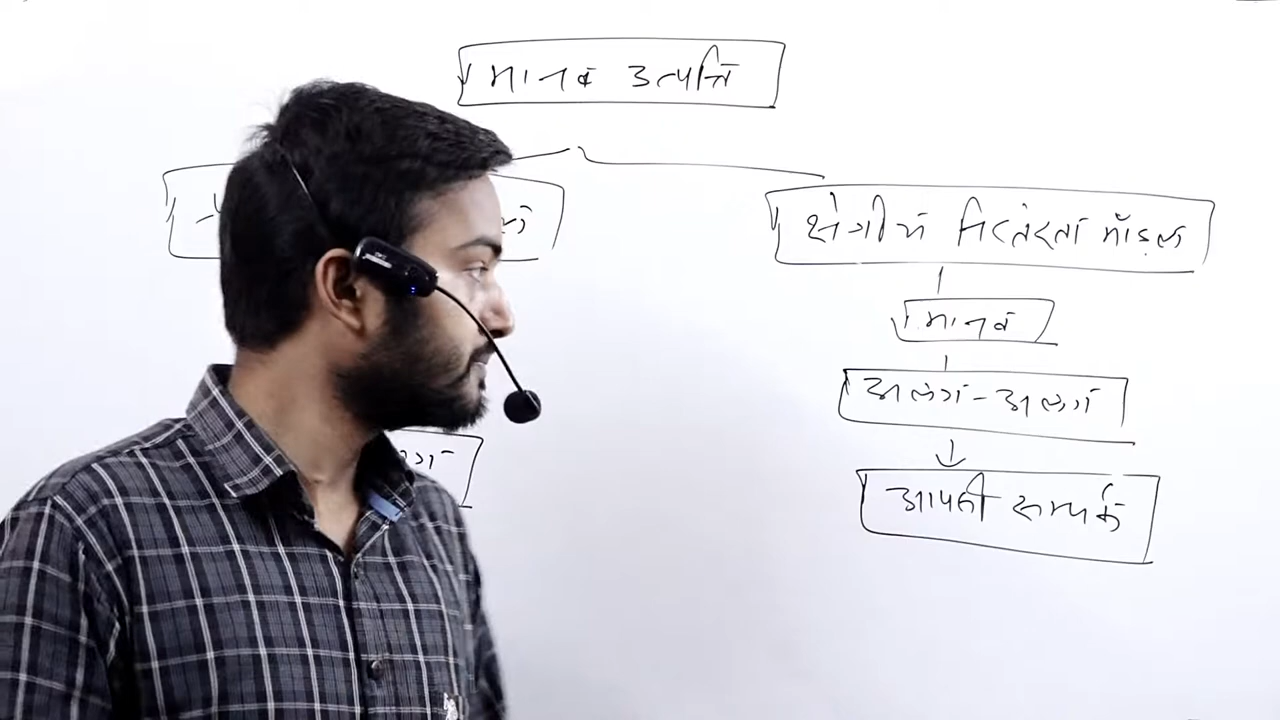 मानव उत्पत्ति
क्षेत्रीय निरंतरता मॉडल
मानव
अलग-अलग
आपसी सम्पर्क